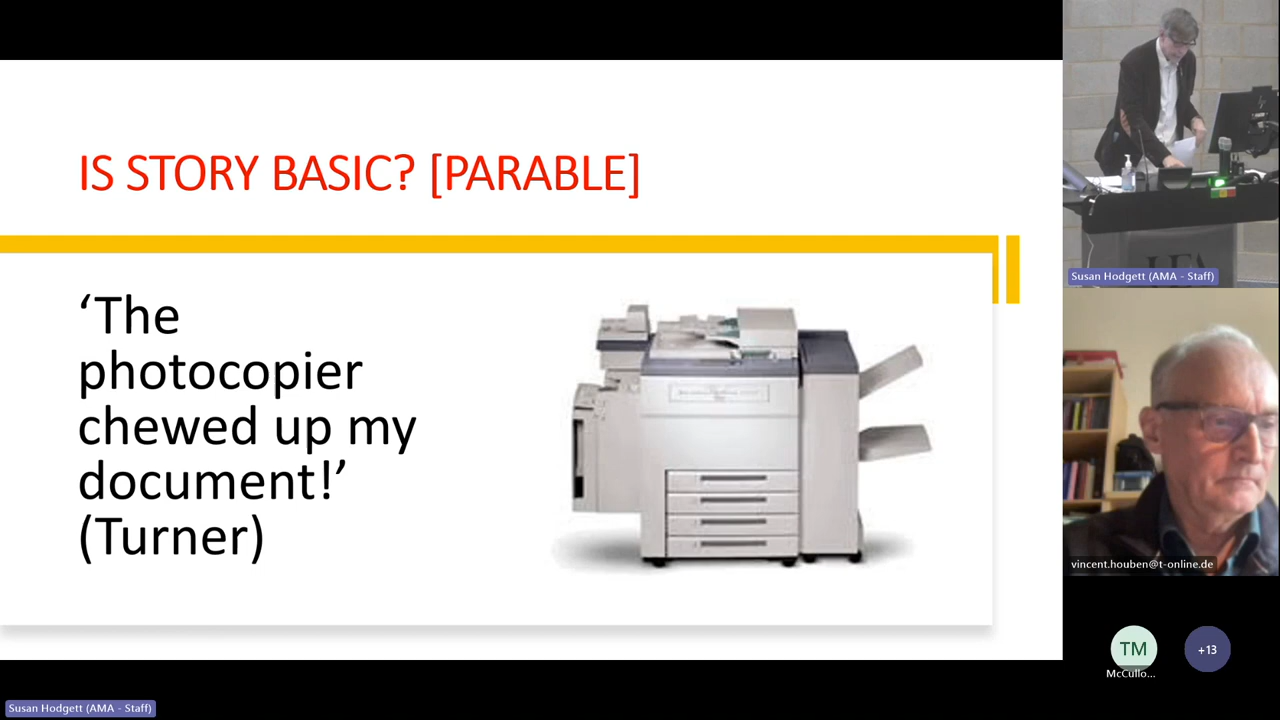 IS STORY BASIC? [PARABLE]
‘The
photocopier
chewed up my
document!’
(Turner)
Susan Hodgett (AMA - Staff)
vincent.houben@t-online.de
TM
McCullo...
+13
Susan Hodgett (AMA - Staff)